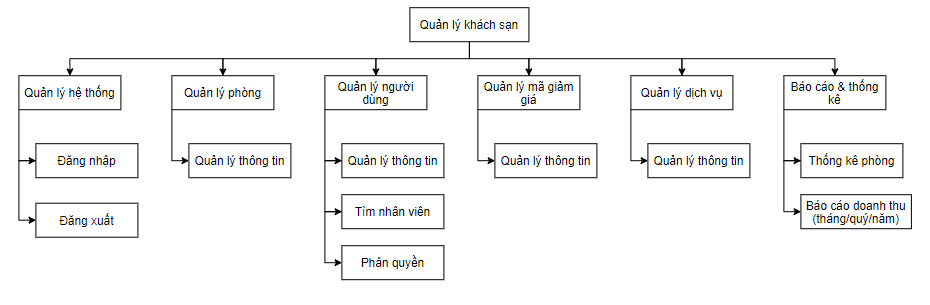 Quản lý khách sạn
Quản lý hệ thống
Quản lý phòng
Quản lý người
dùng
Quản lý mã giảm
giá
Quản lý dịch vụ
Báo cáo & thống
kê
Đăng nhập
Quản lý thông tin
Quản lý thông tin
Quản lý thông tin
Quản lý thông tin
Thống kê phòng
Đăng xuất
Tìm nhân viên
Báo cáo doanh thu
(tháng/quý/năm)
Phân quyền